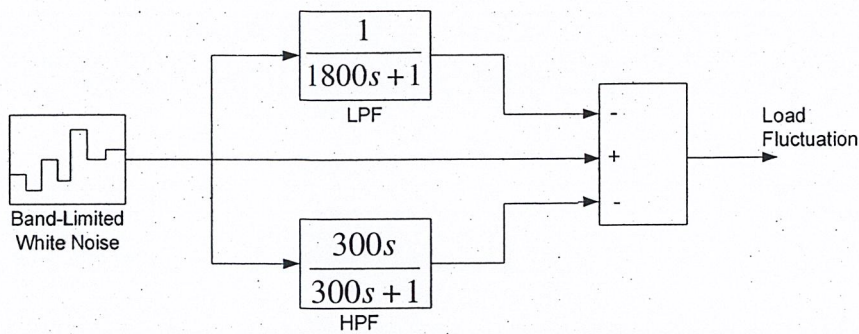 1
1800s+1
LPF
-
+
-
Load
Fluctuation
Band-Limited
White Noise
300s
300s+1
HPF